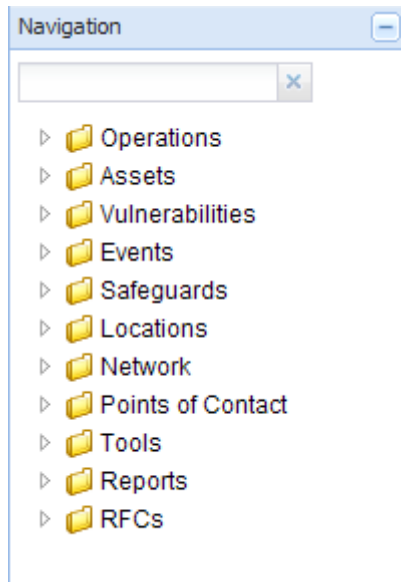 Navigation
Operations
Assets
Vulnerabilities
Events
Safeguards
Locations
Network
Points of Contact
Tools
Reports
RFCs